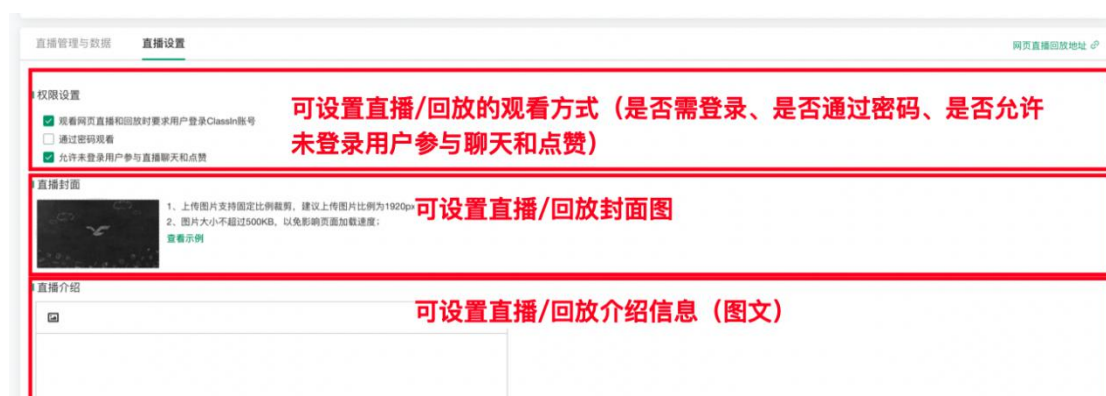 直播管理与数据 直播设置 网页直播回放地址
权限设置
可设置直播/回放的观看方式（是否需登录、是否通过密码、是否允许
未登录用户参与聊天和点赞）
观看网页直播和回放时要求用户登录ClassIn账号
通过密码观看
允许未登录用户参与直播聊天和点赞
直播封面
1、上传图片支持固定比例裁剪，建议上传图片比例为1920px
可设置直播/回放封面图
2、图片大小不超过500KB，以免影响页面加载速度；
查看示例
直播介绍
可设置直播/回放介绍信息（图文）